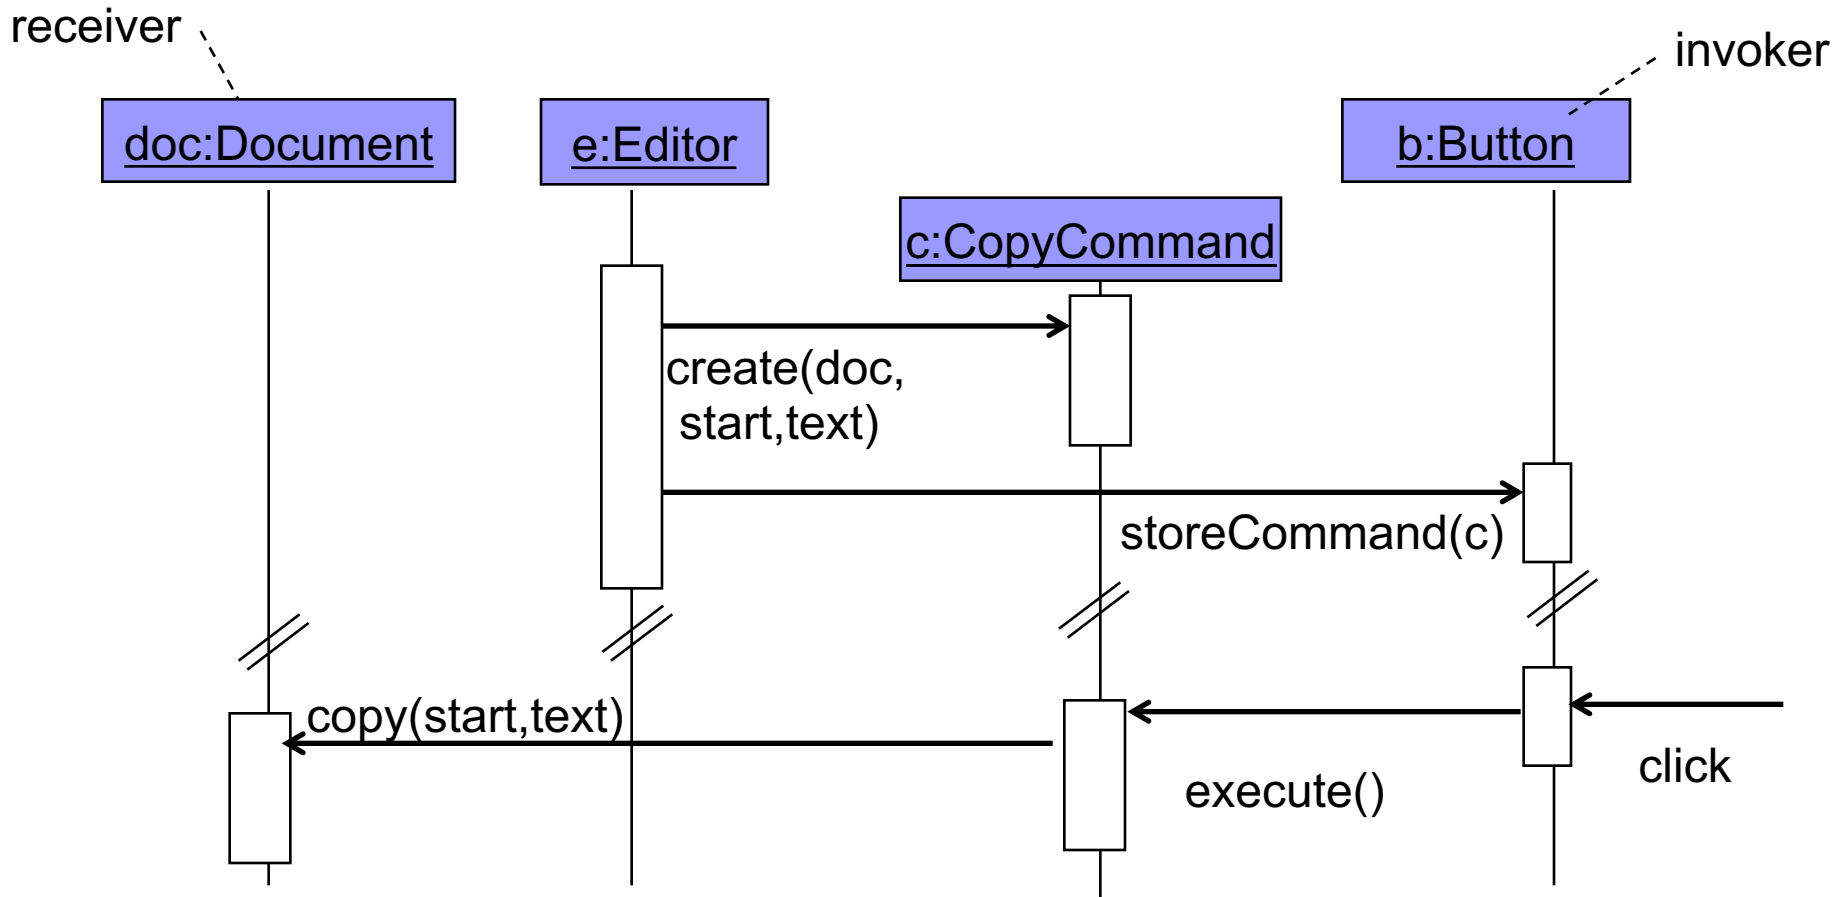 receiver
invoker
doc:Document
e:Editor
b:Button
c:CopyCommand
create(doc,
start,text)
storeCommand(c)
copy(start,text)
click
execute()